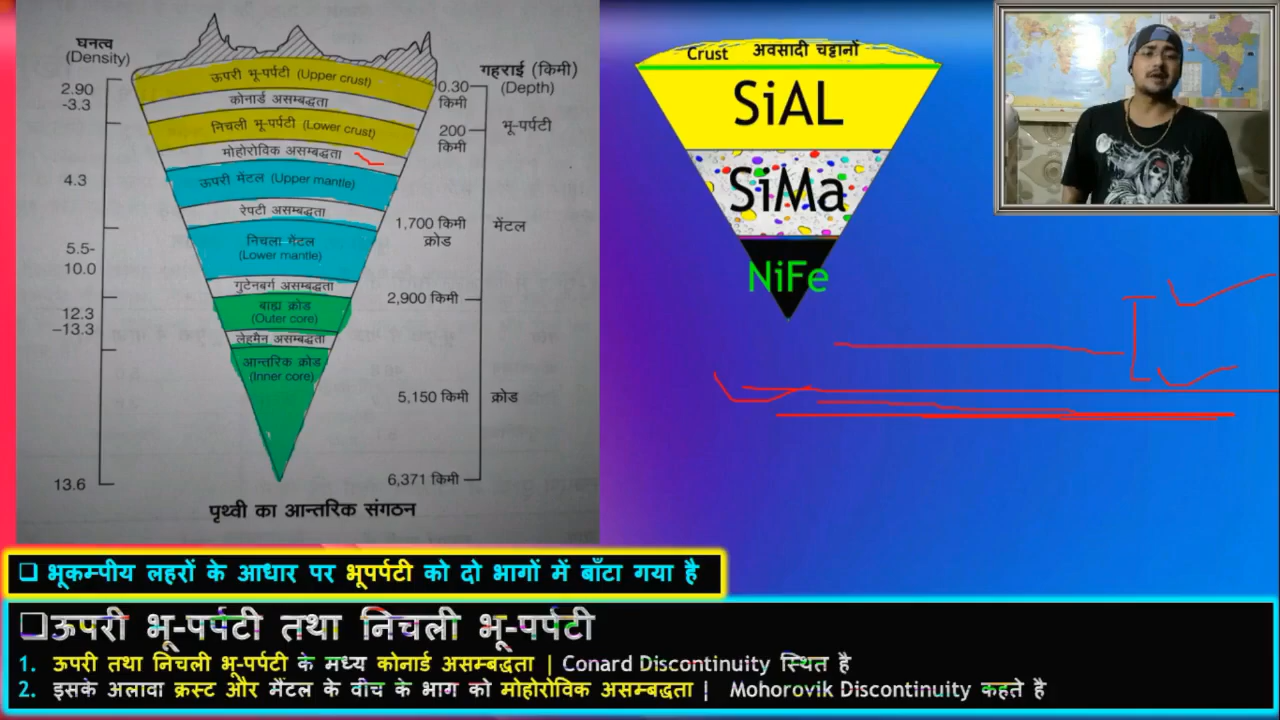 घनत्व
(Density)
2.90
-3.3
4.3
5.5-
10.0
12.3
–13.3
13.6
ऊपरी भू-पर्पटी (Upper crust)
कोनार्ड असम्बद्धता
निचली भू-पर्पटी (Lower crust)
मोहोरोविक असम्बद्धता
ऊपरी मेंटल (Upper mantle)
रेपटी असम्बद्धता
निचला मेंटल
(Lower mantle)
गुटेनबर्ग असम्बद्धता
बाह्य क्रोड
(Outer core)
लेहमैन असम्बद्धता
आन्तरिक क्रोड
(Inner core)
गहराई (किमी)
(Depth)
0.30
किमी
200
किमी
भू-पर्पटी
1,700 किमी
क्रोड
मेंटल
2,900 किमी
5,150 किमी
क्रोड
6,371 किमी
पृथ्वी का आन्तरिक संगठन
Crust अवसादी चट्टानों
SiAL
SiMa
NiFe
भूकम्पीय लहरों के आधार पर भूपर्पटी को दो भागों में बाँटा गया है
ऊपरी भू-पर्पटी तथा निचली भू-पर्पटी
1. ऊपरी तथा निचली भू-पर्पटी के मध्य कोनार्ड असम्बद्धता | Conard Discontinuity स्थित है
2. इसके अलावा क्रस्ट और मैंटल के वीच के भाग को मोहोरोविक असम्बद्धता | Mohorovik Discontinuity कहते है